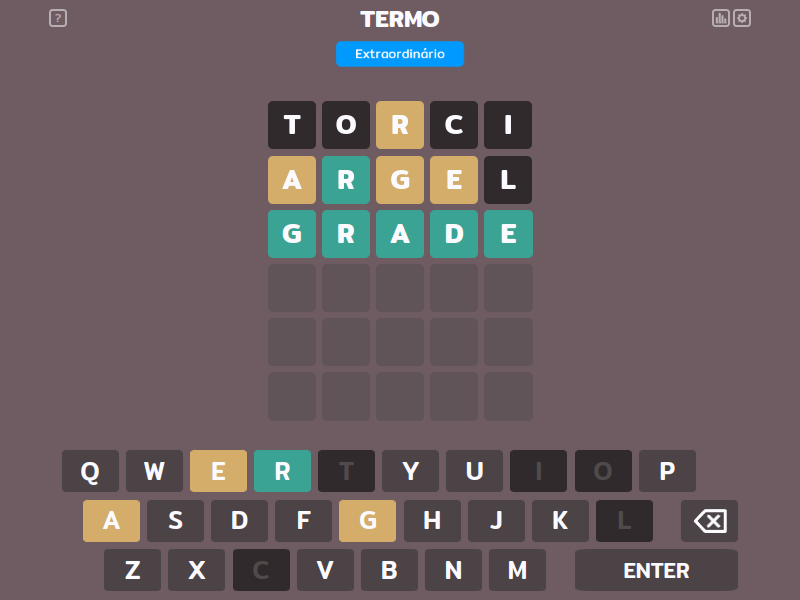 ?
TERMO
Extraordinário
T O R C I
A R G E L
G R A D E
Q W E R T Y U I O P
A S D F G H J K L
Z X C V B N M ENTER